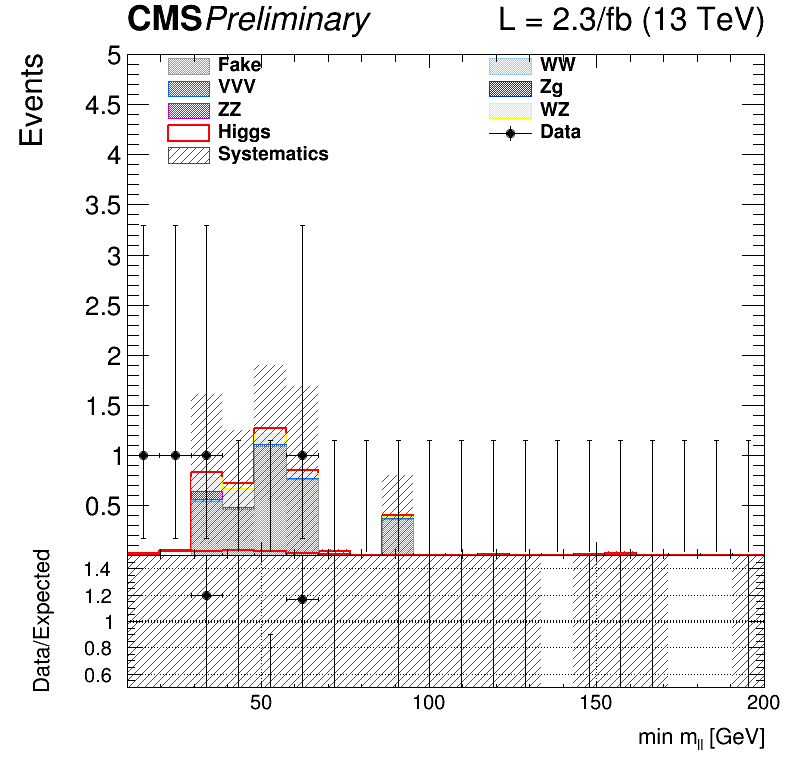 CMS Preliminary L = 2.3/fb (13 TeV)
Events
5
4.5
4
3.5
3
2.5
2
1.5
1
0.5
Fake
VVV
ZZ
Higgs
Systematics
WW
Zg
WZ
Data
Data/Expected
1.4
1.2
1
0.8
0.6
50 100 150 200
min m_ll [GeV]